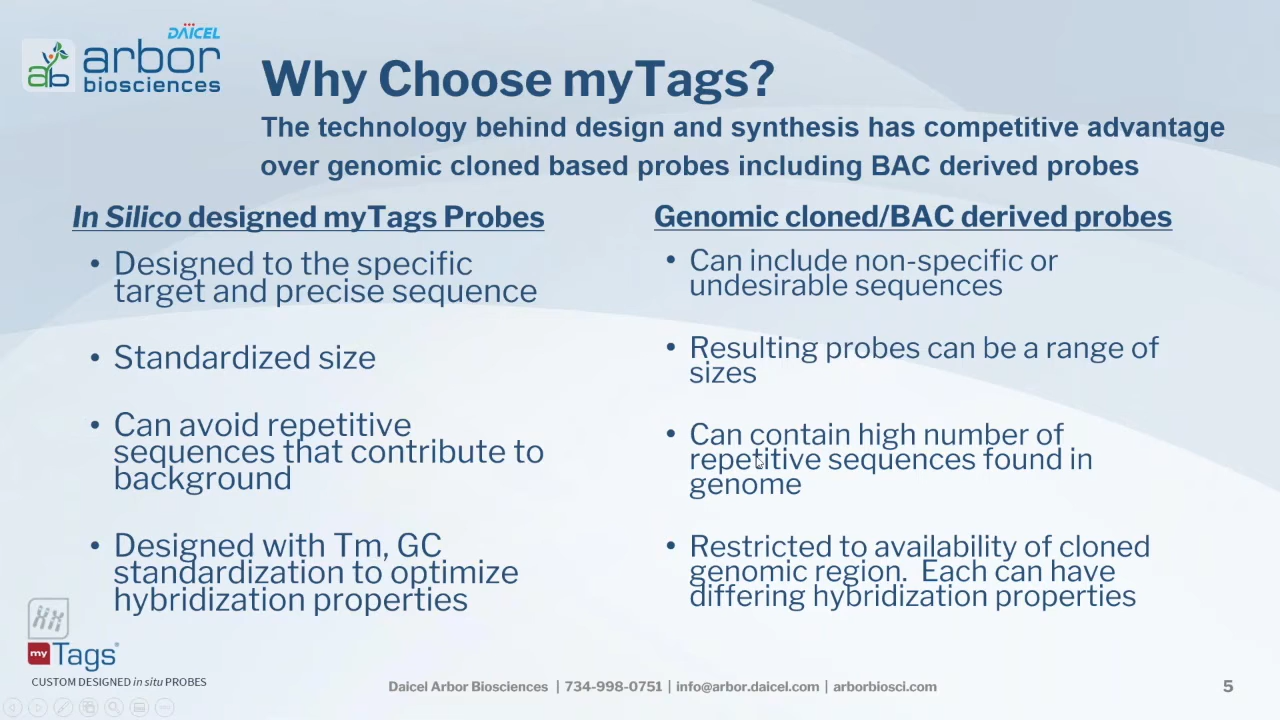 DAICEL
arbor
biosciences
ab
Why Choose myTags?
The technology behind design and synthesis has competitive advantage
over genomic cloned based probes including BAC derived probes
In Silico designed myTags Probes
• Designed to the specific
target and precise sequence
• Standardized size
• Can avoid repetitive
sequences that contribute to
background
• Designed with Tm, GC
standardization to optimize
hybridization properties
Genomic cloned/BAC derived probes
• Can include non-specific or
undesirable sequences
• Resulting probes can be a range of
sizes
• Can contain high number of
repetitive sequences found in
genome
• Restricted to availability of cloned
genomic region.  Each can have
differing hybridization properties
my Tags®
CUSTOM DESIGNED in situ PROBES
Daicel Arbor Biosciences | 734-998-0751 | info@arbor.daicel.com | arborbiosci.com
5